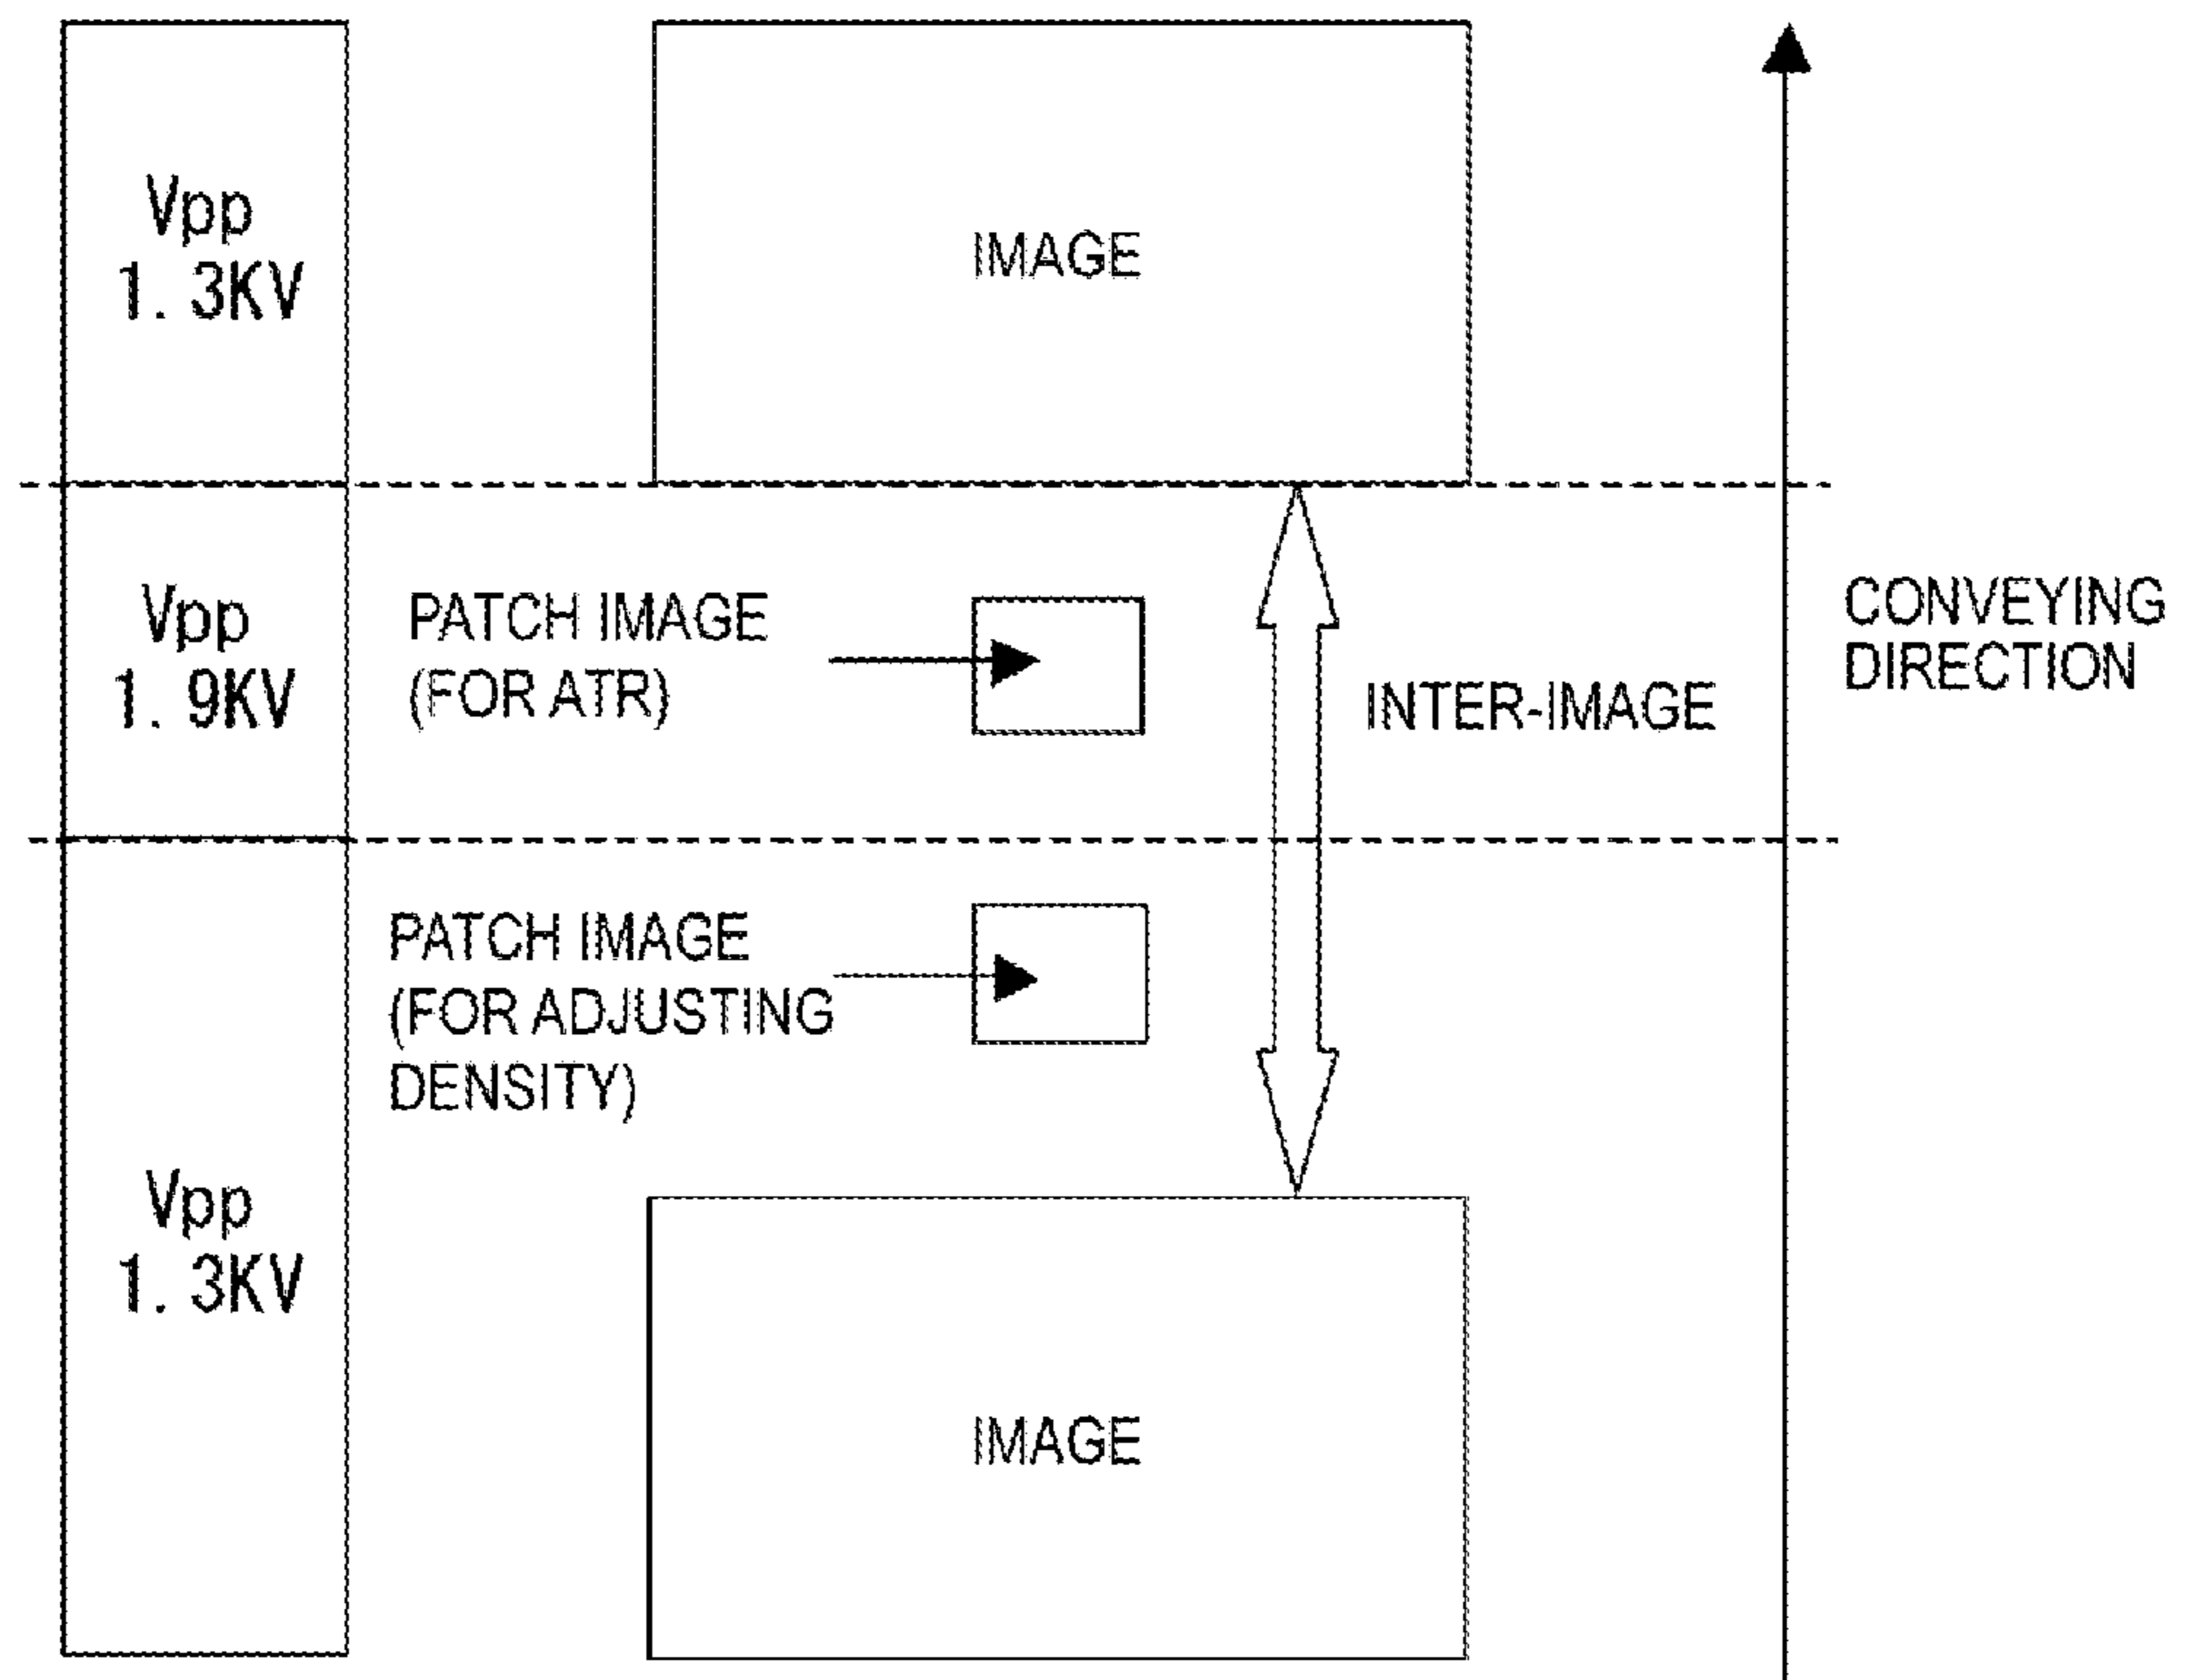 Vpp
1. 3KV
IMAGE
Vpp
1. 9KV
PATCH IMAGE
(FOR ATR)
INTER-IMAGE
CONVEYING
DIRECTION
PATCH IMAGE
(FOR ADJUSTING
DENSITY)
Vpp
1. 3KV
IMAGE